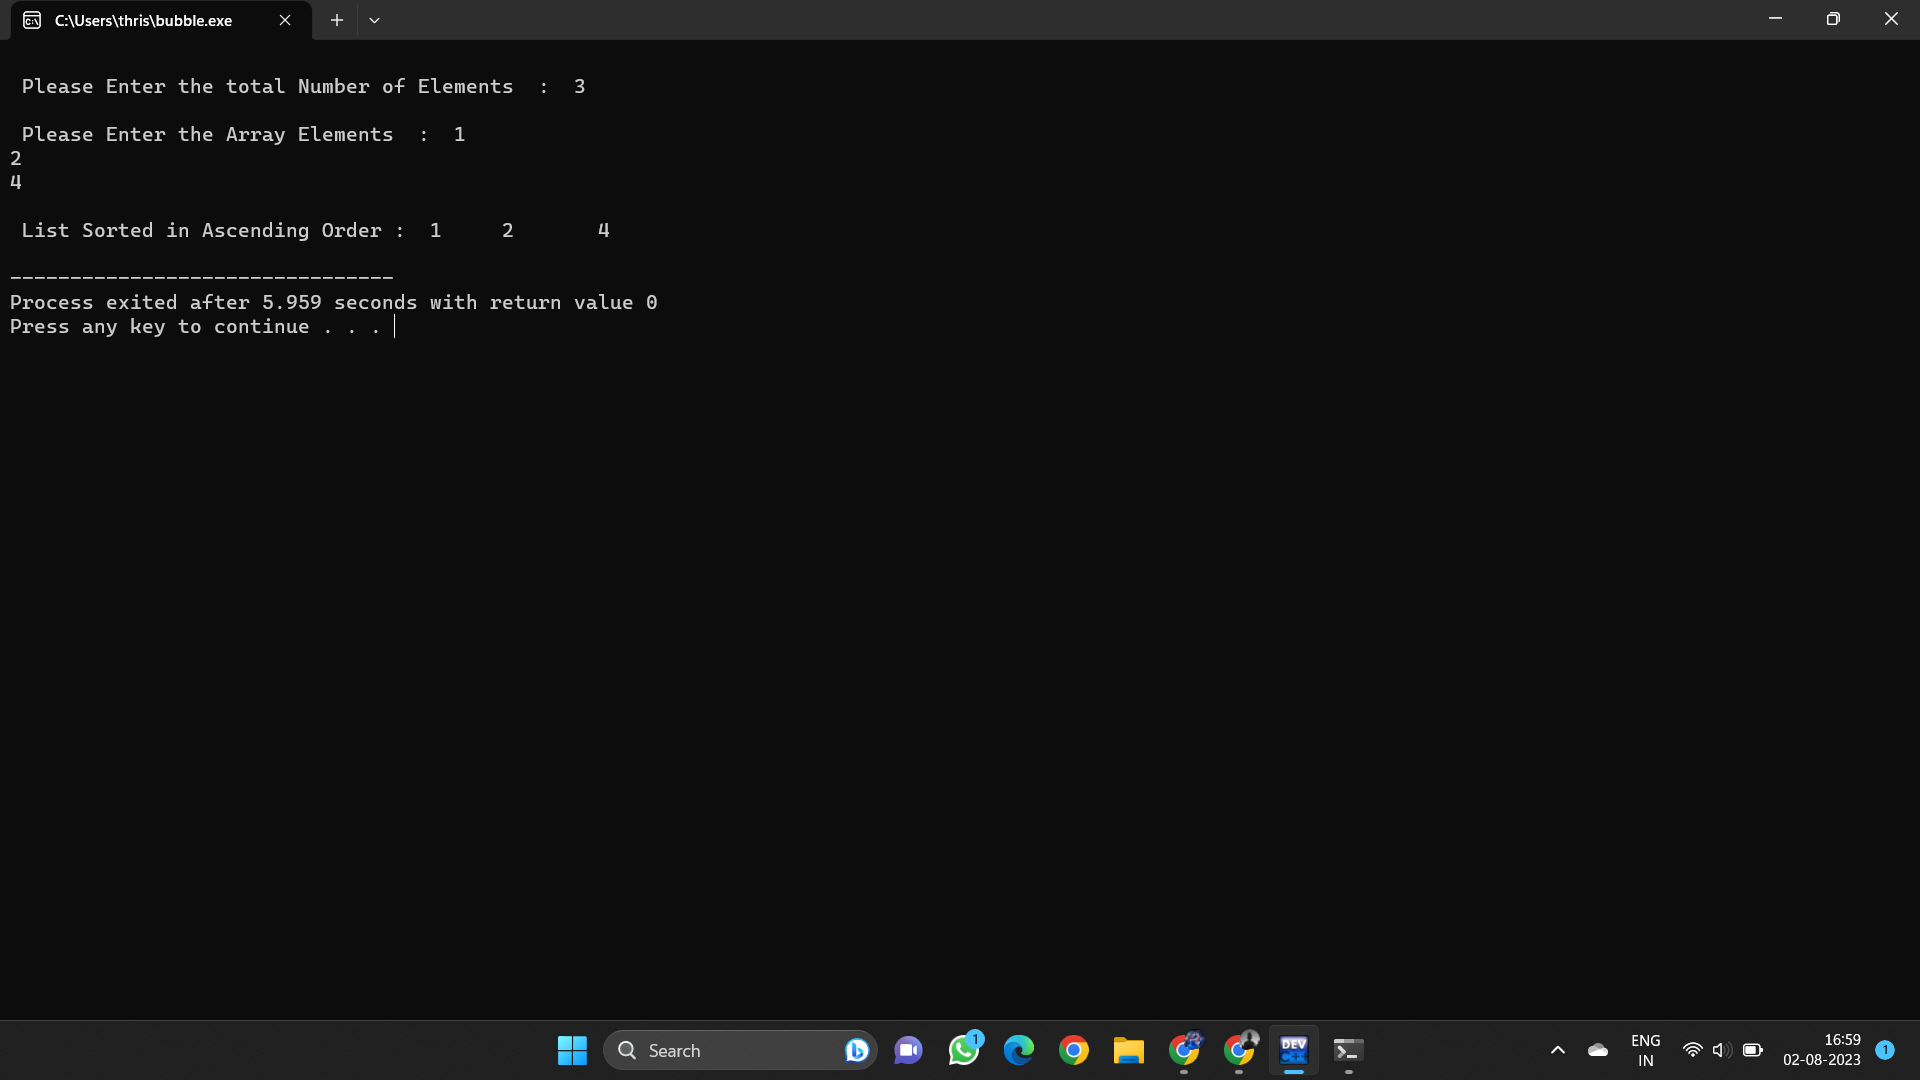 C:\Users\thris\bubble.exe
Please Enter the total Number of Elements  :  3
Please Enter the Array Elements  :  1
2
4
List Sorted in Ascending Order :  1     2       4
--------------------------------
Process exited after 5.959 seconds with return value 0
Press any key to continue . . .
Search
1
DEV
C++
ENG
IN
16:59
02-08-2023
1